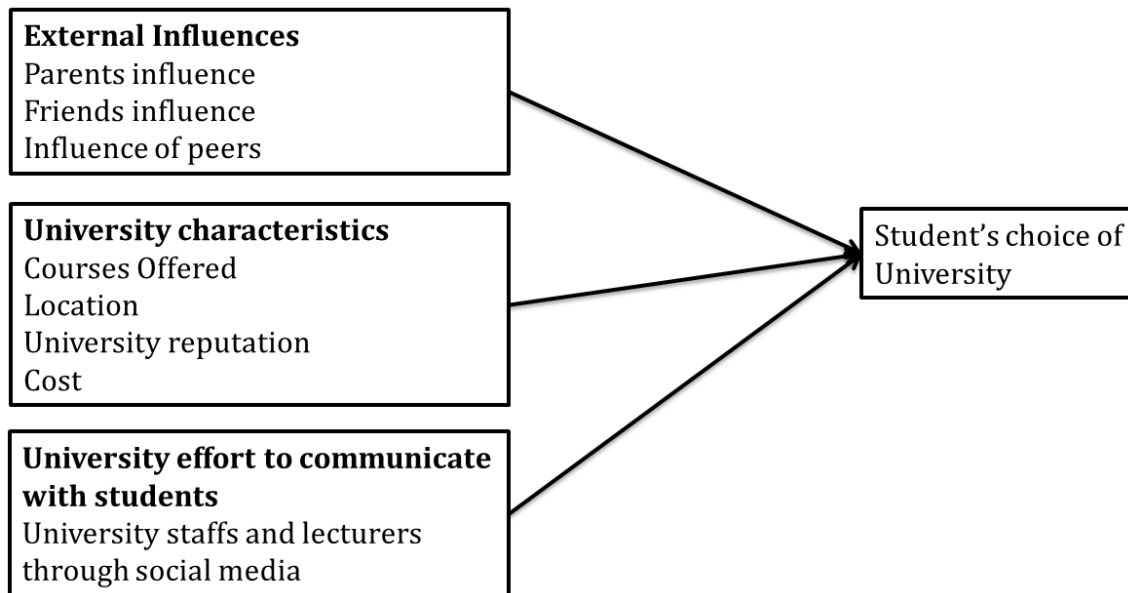 External Influences
Parents influence
Friends influence
Influence of peers
University characteristics
Courses Offered
Location
University reputation
Cost
University effort to communicate
with students
University staffs and lecturers
through social media
Student’s choice of
University